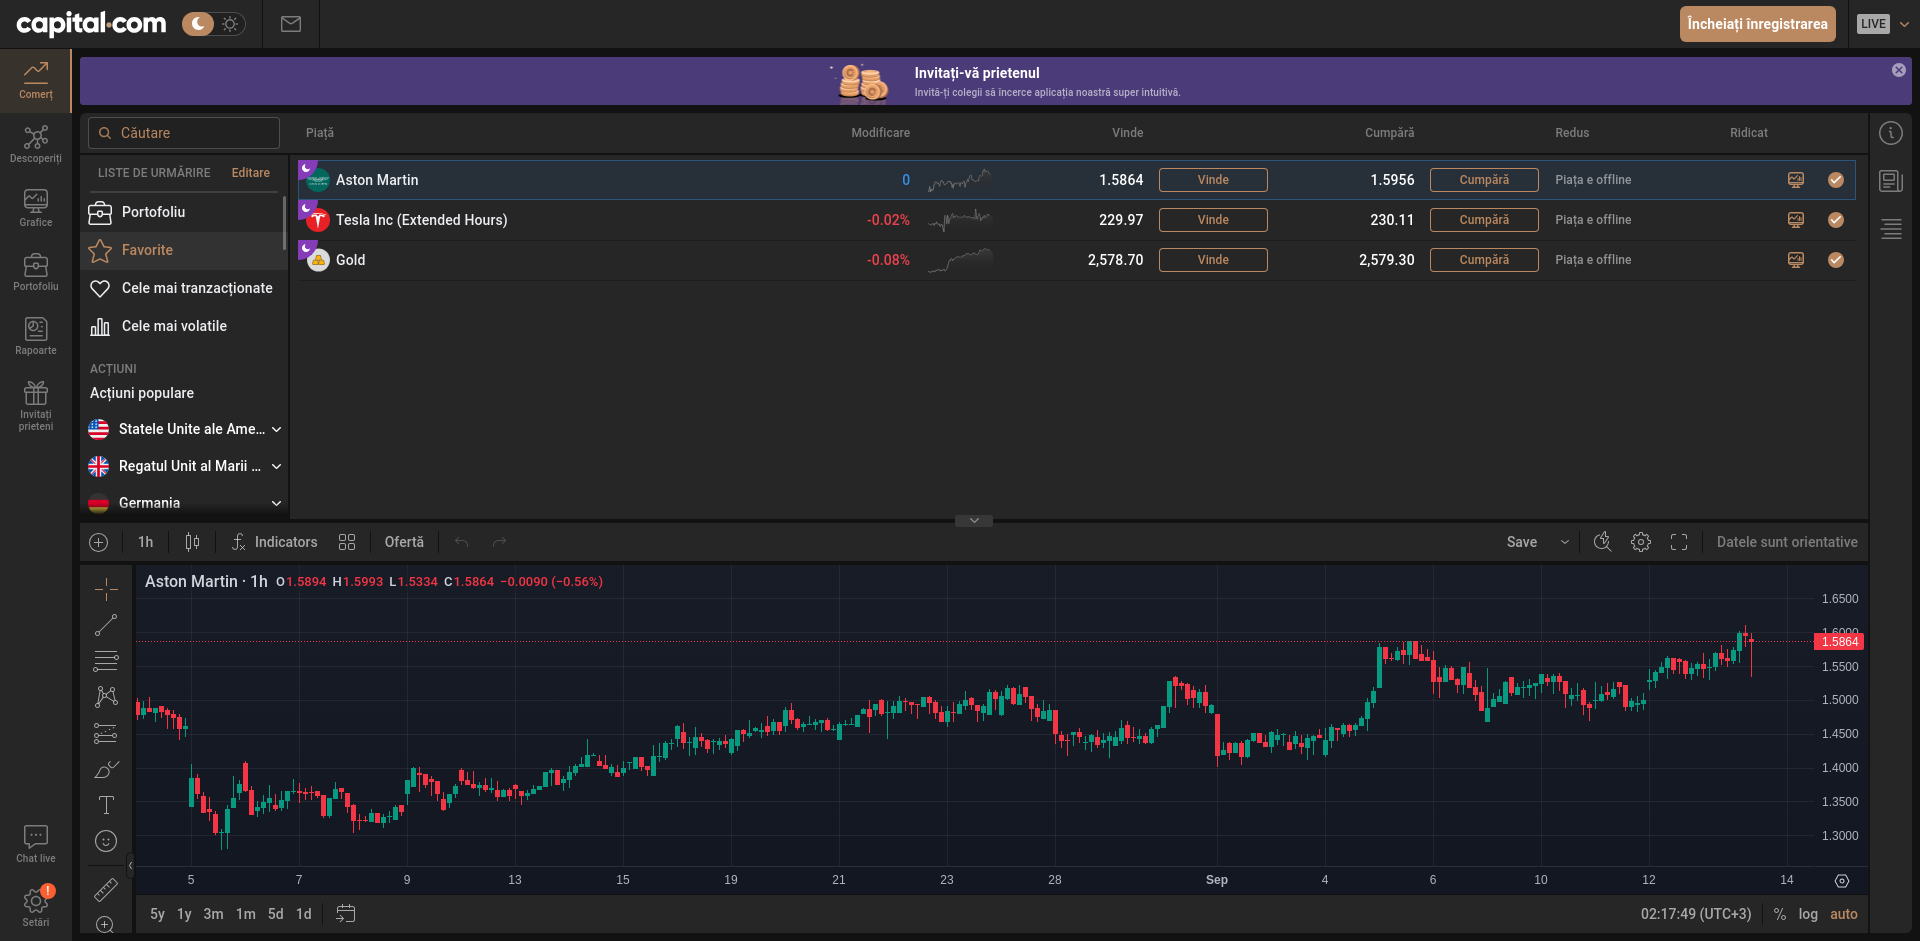 capital.com
Încheiați înregistrarea
LIVE
Invitați-vă prietenul
Invită-ți colegii să încerce aplicația noastră super intuitivă.
Comerț
Descoperiți
Grafice
Portofoliu
Rapoarte
Invitați
prieteni
Chat live
Setări
!
Căutare
Piață Modificare Vinde Cumpără Redus Ridicat
LISTE DE URMĂRIRE Editare
Portofoliu
Favorite
Cele mai tranzacționate
Cele mai volatile
ACȚIUNI
Acțiuni populare
Statele Unite ale Ame...
Regatul Unit al Marii ...
Germania
Aston Martin 0 1.5864 Vinde 1.5956 Cumpără Piața e offline
Tesla Inc (Extended Hours) -0.02% 229.97 Vinde 230.11 Cumpără Piața e offline
Gold -0.08% 2,578.70 Vinde 2,579.30 Cumpără Piața e offline
1h Indicators Ofertă Save Datele sunt orientative
Aston Martin · 1h O1.5894 H1.5993 L1.5334 C1.5864 −0.0090 (−0.56%)
1.6500
1.6000
1.5864
1.5500
1.5000
1.4500
1.4000
1.3500
1.3000
5 7 9 13 15 19 21 23 28 Sep 4 6 10 12 14
5y 1y 3m 1m 5d 1d 02:17:49 (UTC+3) % log auto